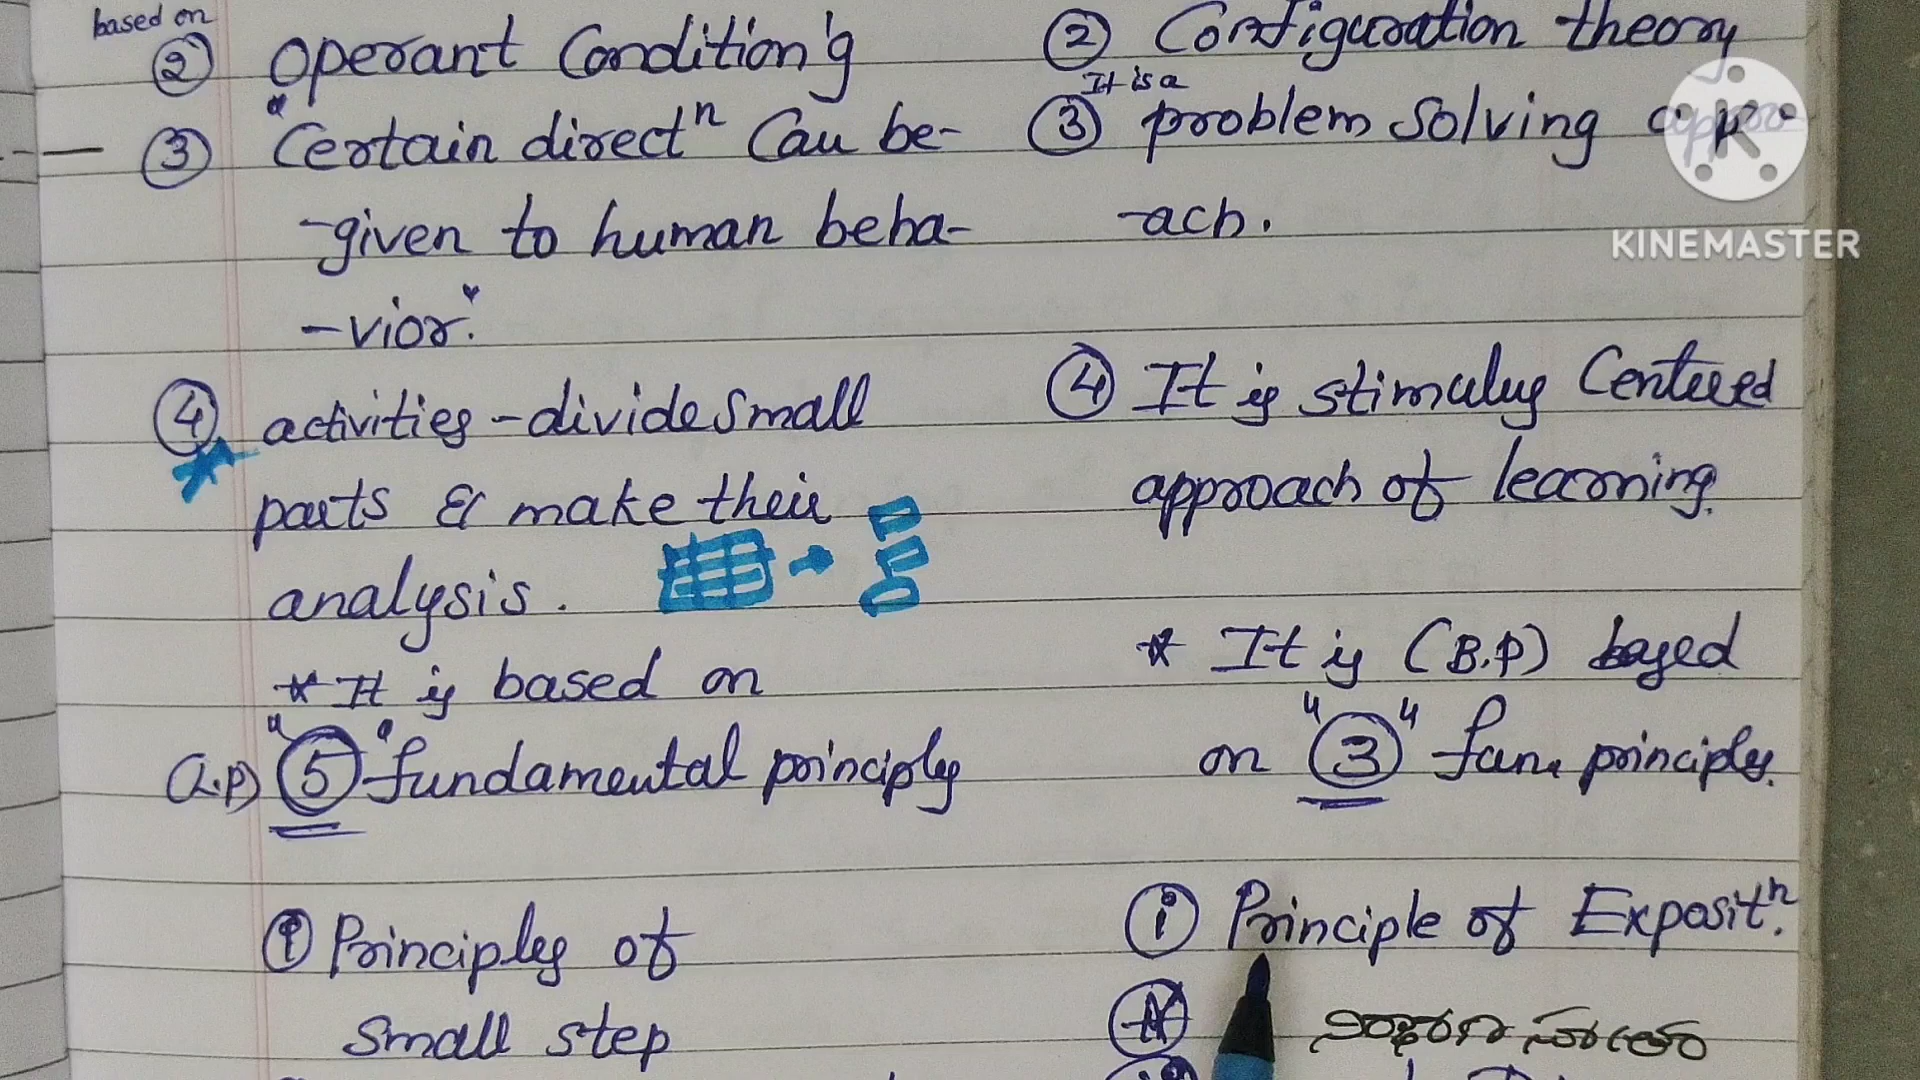 based on
② Operant Condition'g
③ "Certain directⁿ Can be-
-given to human beha-
-vior."
④ activities - divide small
parts & make their
analysis.
* It is based on
(L.P) "⑤" fundamental principles
① Principles of
small step
② Configuration theory
It is a
③ problem solving appro
-ach.
④ It is stimulus Centered
approach of learning.
* It is (B.P) based
on "③" fun. principles.
ⓘ Principle of Expositⁿ.
KINEMASTER